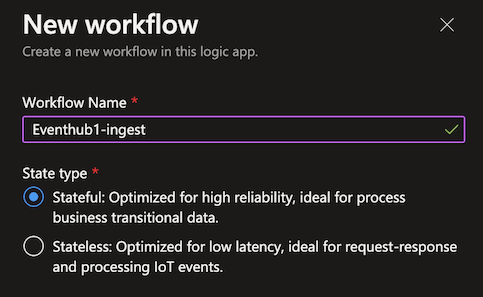 New workflow
Create a new workflow in this logic app.
Workflow Name *
Eventhub1-ingest
State type *
Stateful: Optimized for high reliability, ideal for process
business transitional data.
Stateless: Optimized for low latency, ideal for request-response
and processing IoT events.